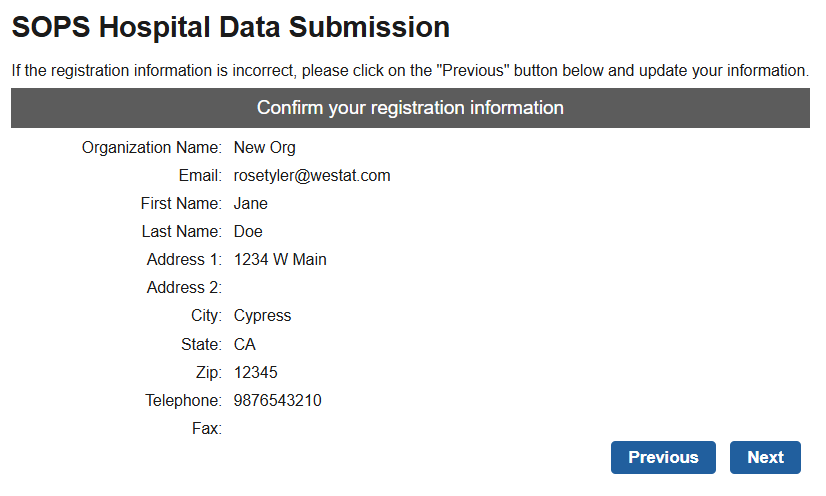 SOPS Hospital Data Submission
If the registration information is incorrect, please click on the "Previous" button below and update your information.
Confirm your registration information
Organization Name: New Org
Email: rosetyler@westat.com
First Name: Jane
Last Name: Doe
Address 1: 1234 W Main
Address 2:
City: Cypress
State: CA
Zip: 12345
Telephone: 9876543210
Fax:
Previous Next